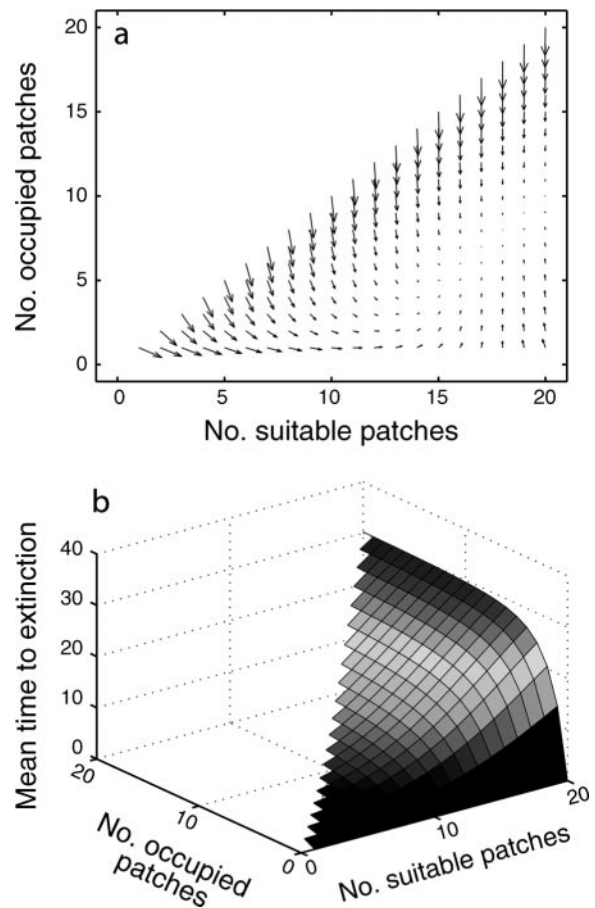 a
No. occupied patches
20
15
10
5
0
0 5 10 15 20
No. suitable patches
b
Mean time to extinction
40
30
20
10
0
20
10
0
No. occupied
patches
0
10
20
No. suitable patches